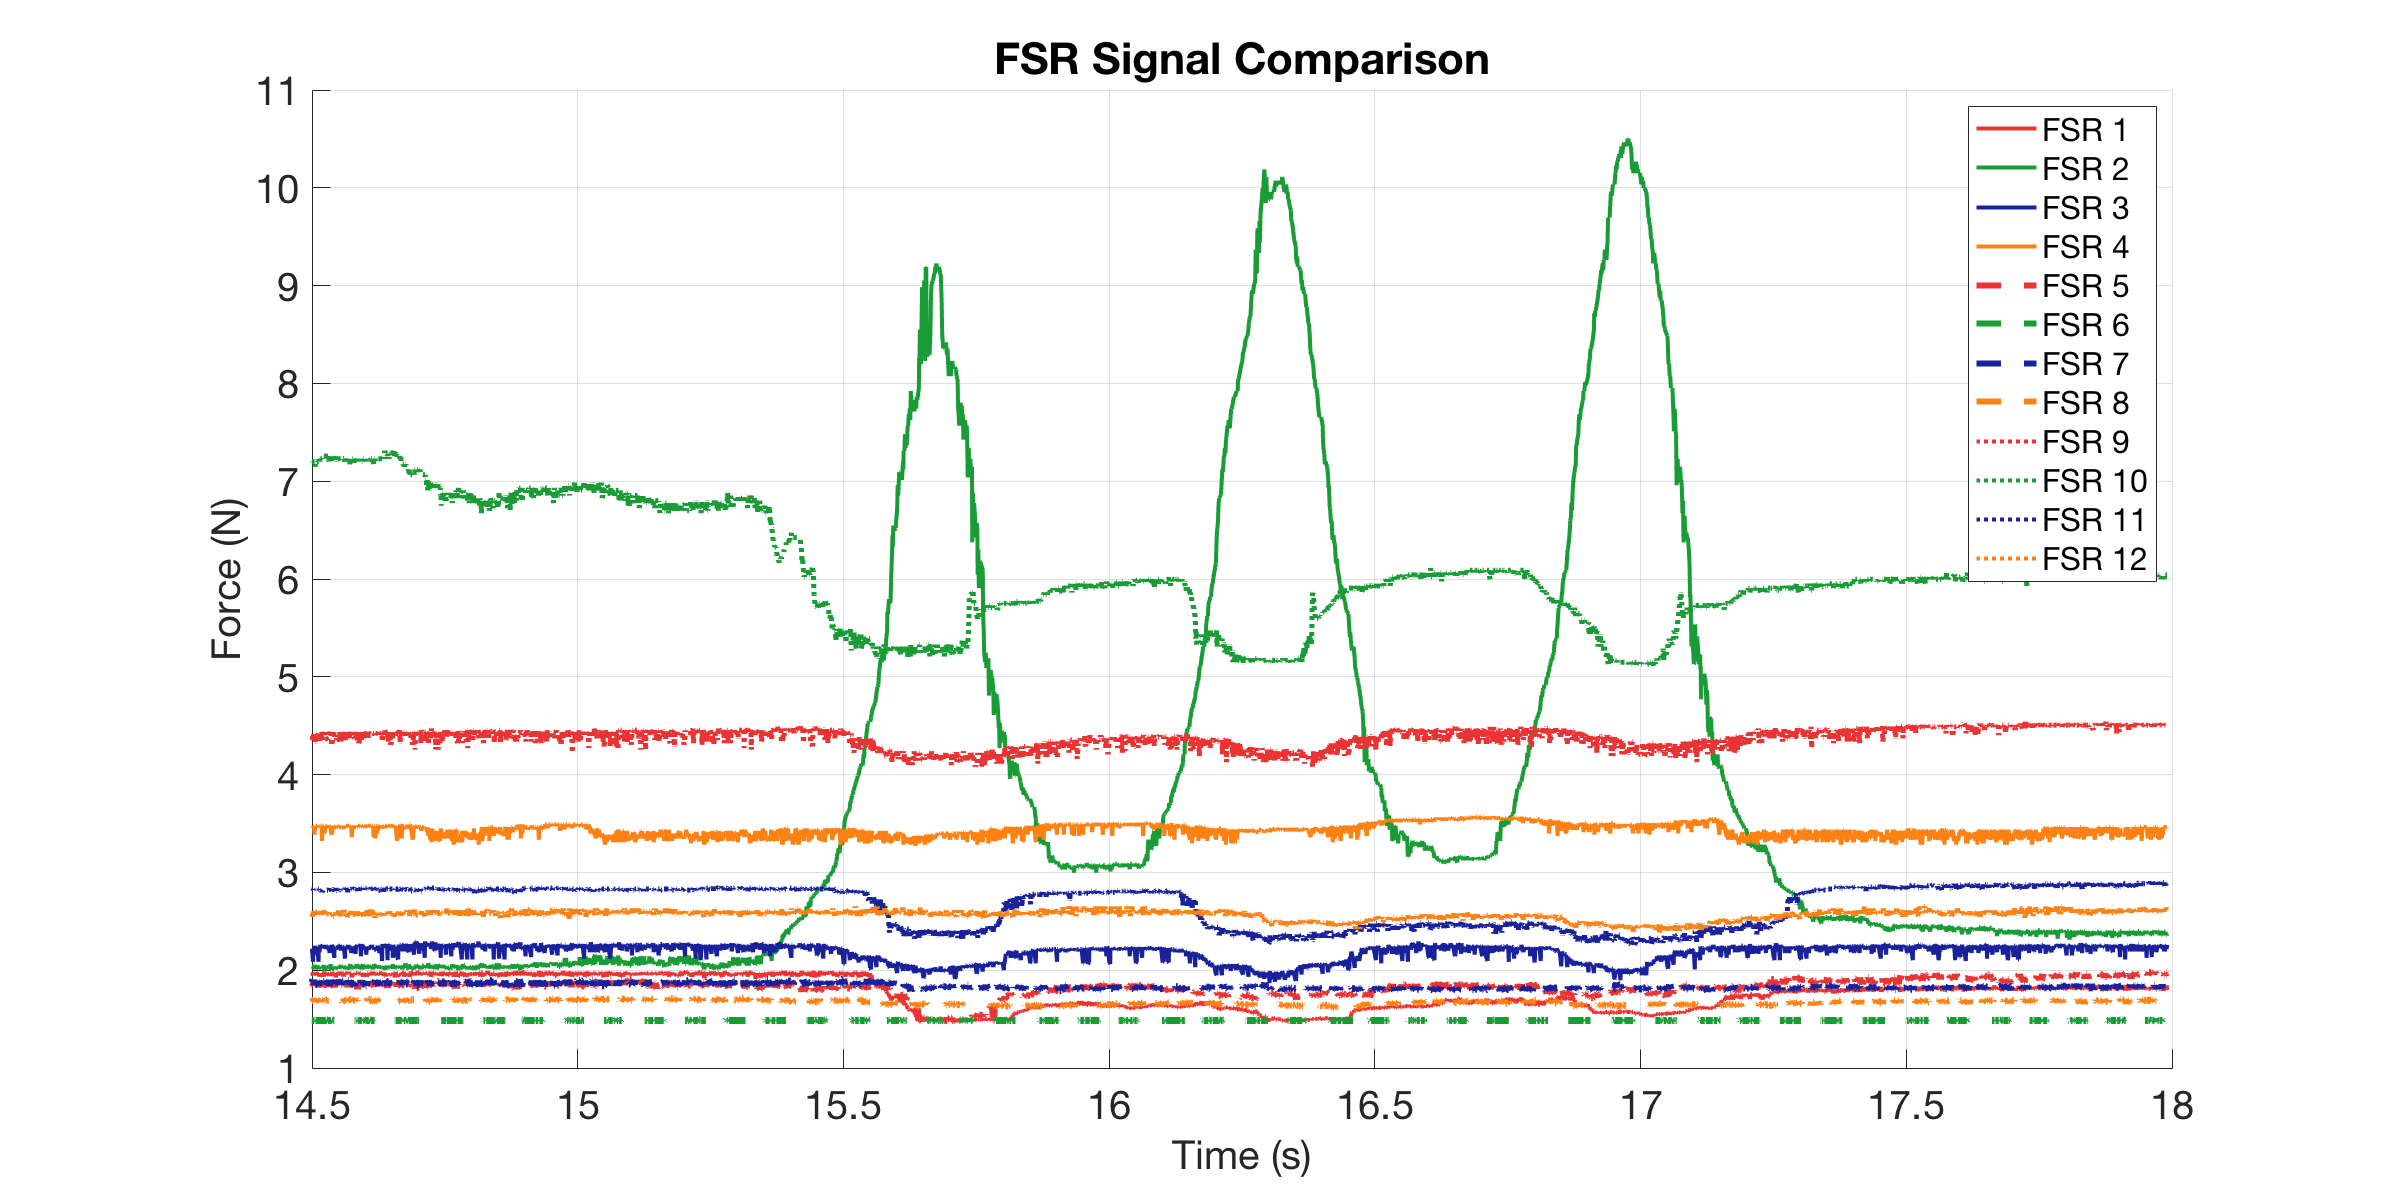 FSR Signal Comparison
11
10
9
8
7
6
5
4
3
2
1
Force (N)
14.5 15 15.5 16 16.5 17 17.5 18
Time (s)
FSR 1
FSR 2
FSR 3
FSR 4
FSR 5
FSR 6
FSR 7
FSR 8
FSR 9
FSR 10
FSR 11
FSR 12